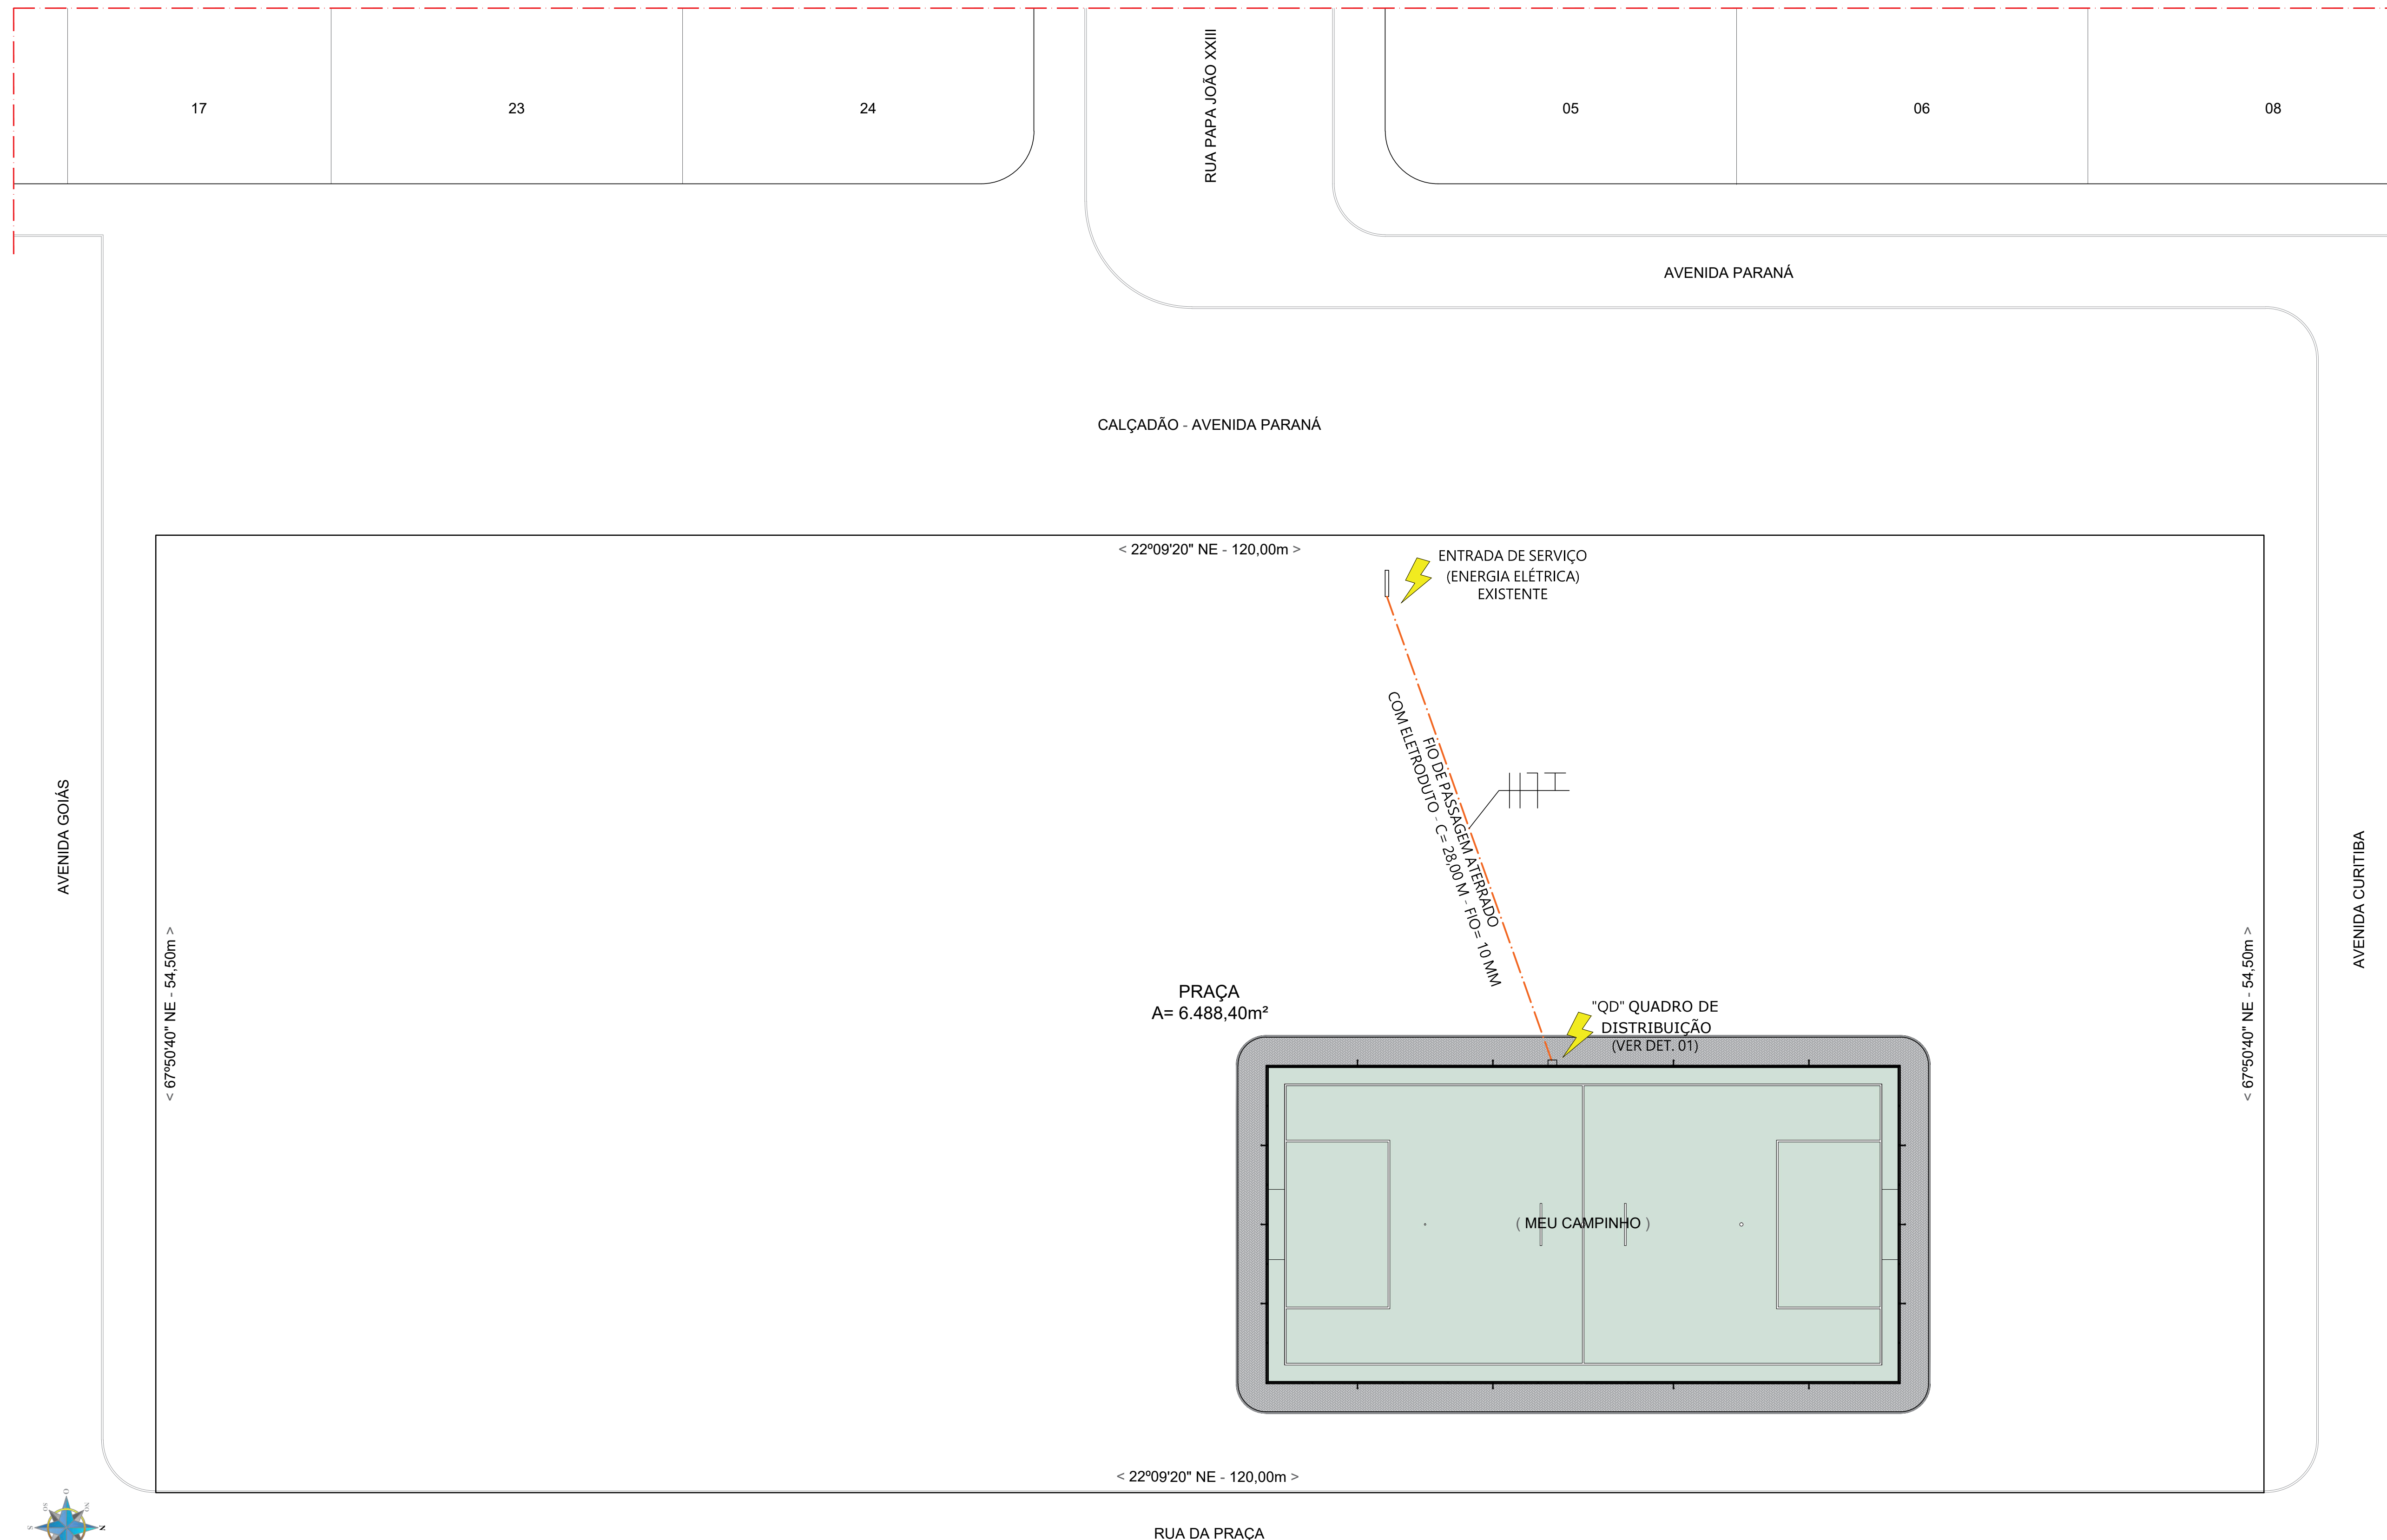 RUA PAPA JOÃO XXIII
17
23
24
05
06
08
AVENIDA PARANÁ
CALÇADÃO - AVENIDA PARANÁ
< 22º09'20" NE - 120,00m >
ENTRADA DE SERVIÇO
(ENERGIA ELÉTRICA)
EXISTENTE
FIO DE PASSAGEM ATERRADO
COM ELETRODUTO - C= 28,00 M - FIO= 10 MM
AVENIDA GOIÁS
AVENIDA CURITIBA
< 67º50'40" NE - 54,50m >
< 67º50'40" NE - 54,50m >
PRAÇA
A= 6.488,40m²
"QD" QUADRO DE
DISTRIBUIÇÃO
(VER DET. 01)
( MEU CAMPINHO )
< 22º09'20" NE - 120,00m >
O
SO
NO
S
N
RUA DA PRAÇA